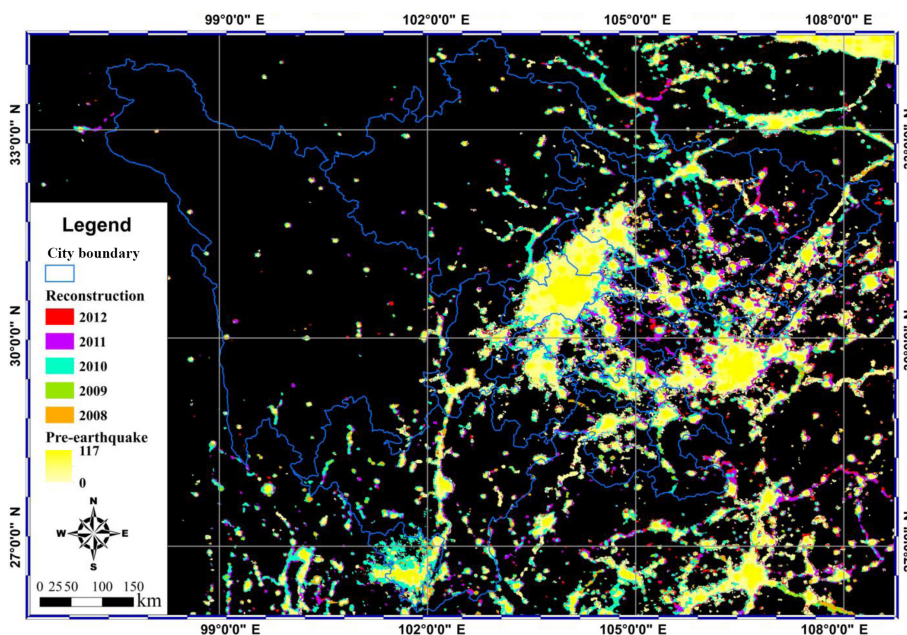 99°0'0" E 102°0'0" E 105°0'0" E 108°0'0" E
33°0'0" N
30°0'0" N
27°0'0" N
Legend
City boundary
Reconstruction
2012
2011
2010
2009
2008
Pre-earthquake
117
0
N
W E
S
0 25 50 100 150
km
99°0'0" E 102°0'0" E 105°0'0" E 108°0'0" E